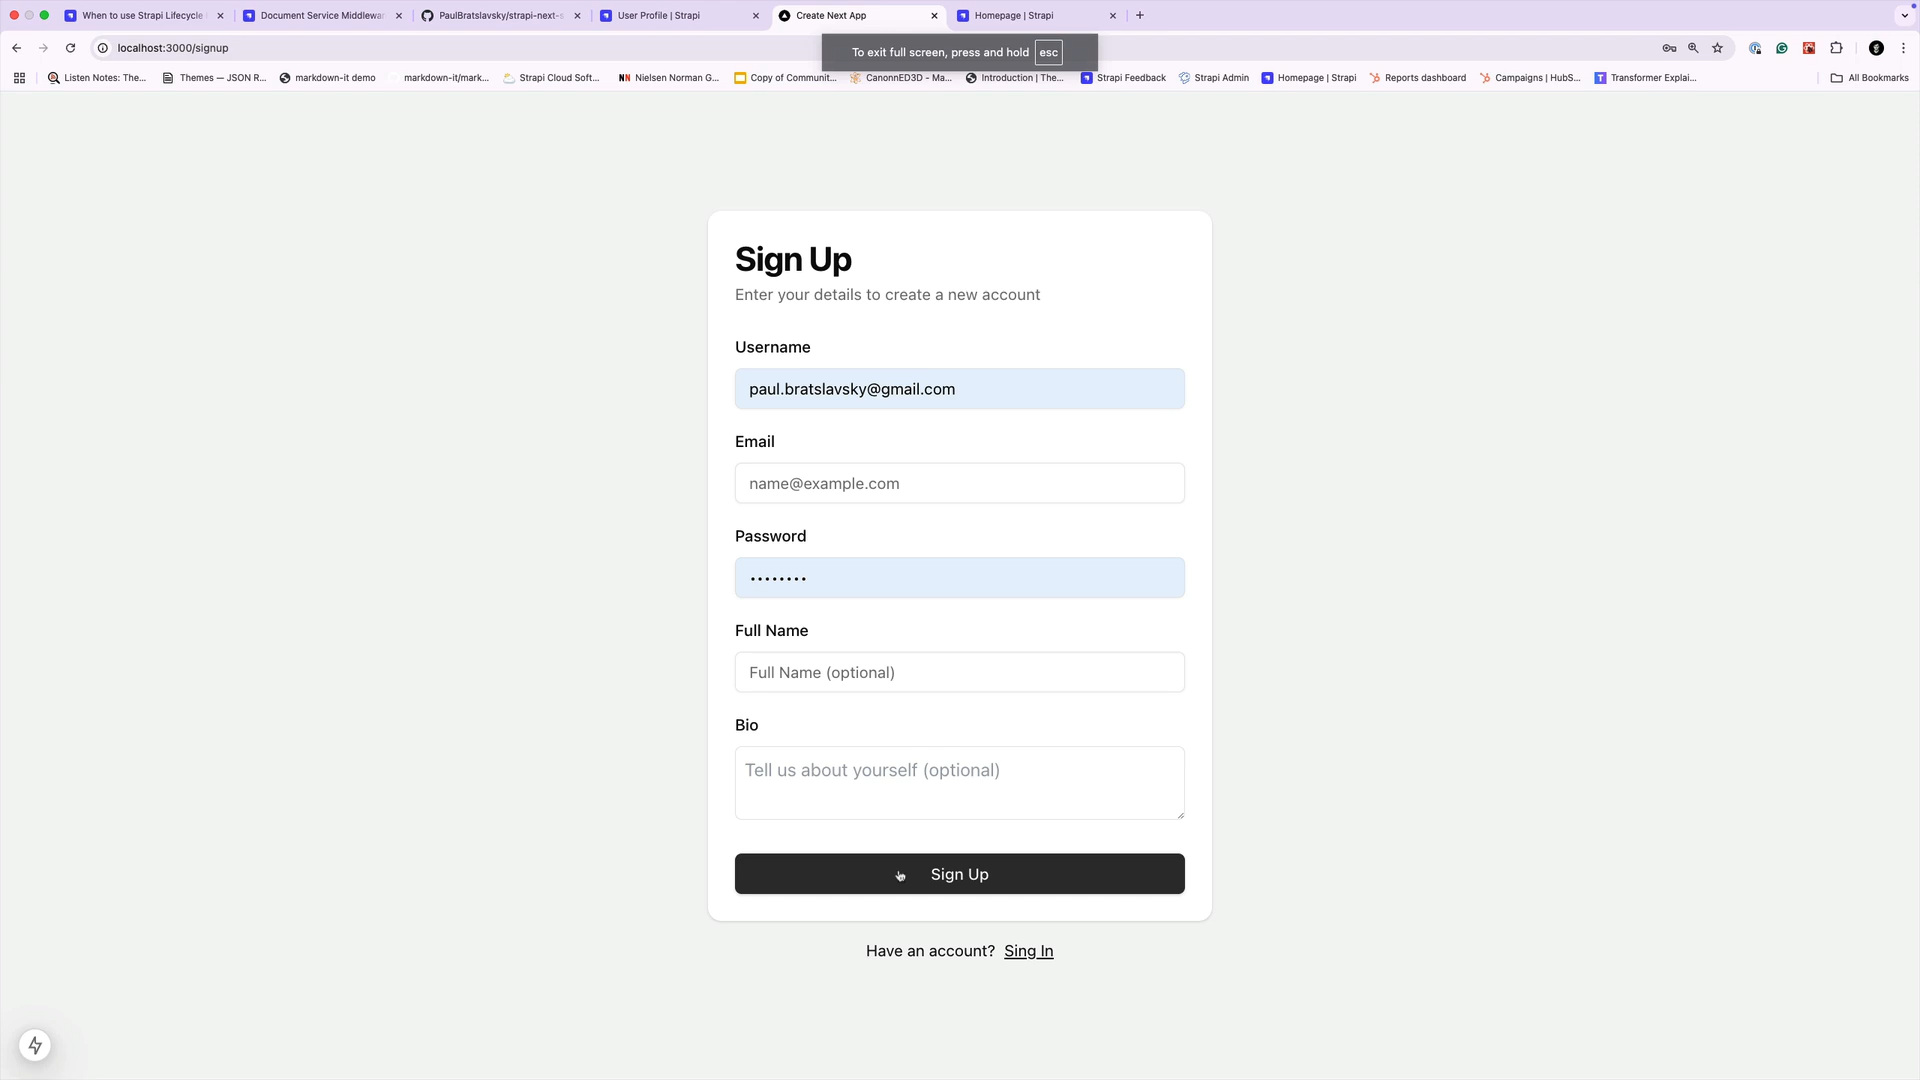 When to use Strapi Lifecycle
Document Service Middlewar
PaulBratslavsky/strapi-next-s
User Profile | Strapi
Create Next App
Homepage | Strapi
localhost:3000/signup
To exit full screen, press and hold esc
Listen Notes: The...
Themes — JSON R...
markdown-it demo
markdown-it/mark...
Strapi Cloud Soft...
Nielsen Norman G...
Copy of Communit...
CanonnED3D - Ma...
Introduction | The...
Strapi Feedback
Strapi Admin
Homepage | Strapi
Reports dashboard
Campaigns | HubS...
Transformer Explai...
All Bookmarks
Sign Up
Enter your details to create a new account
Username
paul.bratslavsky@gmail.com
Email
name@example.com
Password
••••••••
Full Name
Full Name (optional)
Bio
Tell us about yourself (optional)
Sign Up
Have an account? Sing In